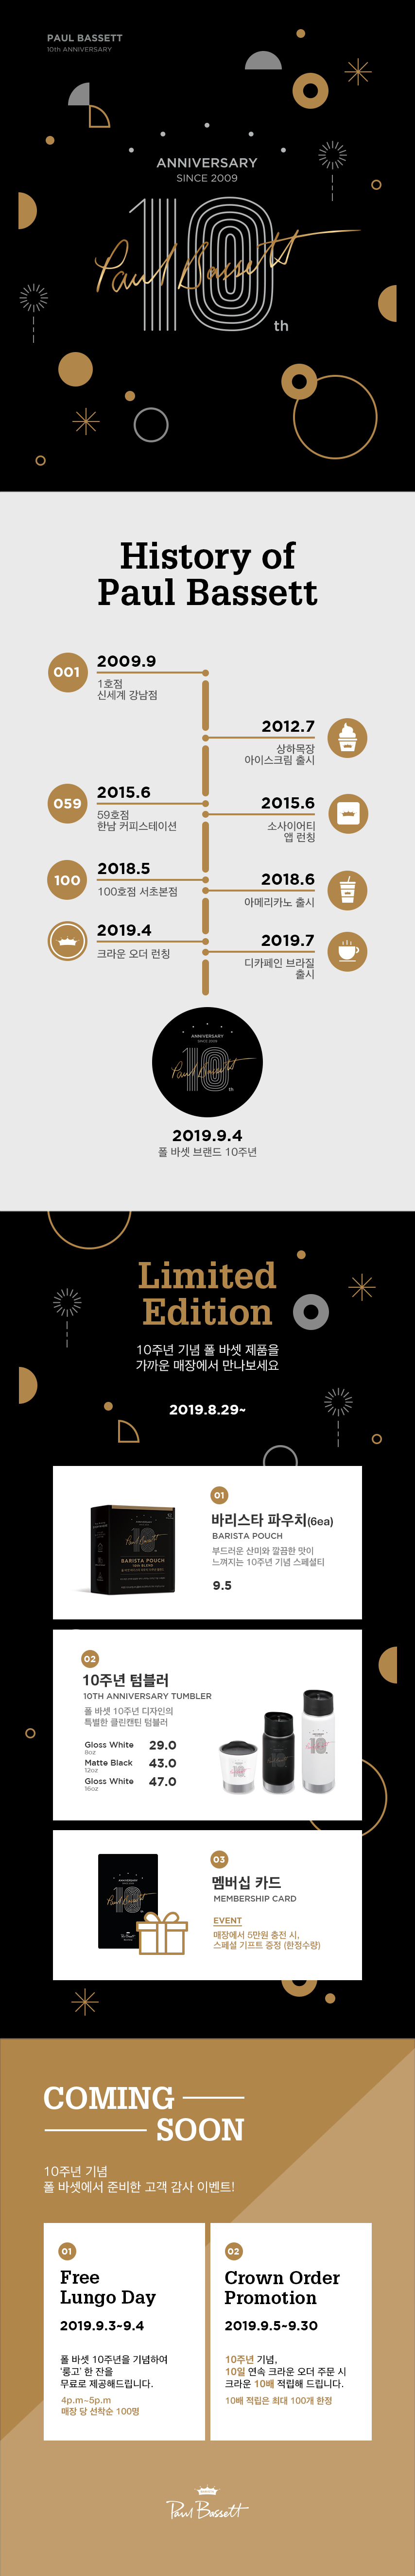 PAUL BASSETT
10th ANNIVERSARY
ANNIVERSARY
SINCE 2009
10
Paul Bassett
th
History of
Paul Bassett
001
2009.9
1호점
신세계 강남점
2012.7
상하목장
아이스크림 출시
059
2015.6
59호점
한남 커피스테이션
2015.6
소사이어티
앱 런칭
100
2018.5
100호점 서초본점
2018.6
아메리카노 출시
2019.4
크라운 오더 런칭
2019.7
디카페인 브라질
출시
ANNIVERSARY
SINCE 2009
10
Paul Bassett
th
2019.9.4
폴 바셋 브랜드 10주년
Limited
Edition
10주년 기념 폴 바셋 제품을
가까운 매장에서 만나보세요
2019.8.29~
10
Paul Bassett
BARISTA POUCH
01
바리스타 파우치(6ea)
BARISTA POUCH
부드러운 산미와 깔끔한 맛이
느껴지는 10주년 기념 스페셜티
9.5
02
10주년 텀블러
10TH ANNIVERSARY TUMBLER
폴 바셋 10주년 디자인의
특별한 클린캔틴 텀블러
Gloss White 29.0
8oz
Matte Black 43.0
12oz
Gloss White 47.0
16oz
10
10
10
Paul Bassett
03
멤버십 카드
MEMBERSHIP CARD
EVENT
매장에서 5만원 충전 시,
스페셜 기프트 증정 (한정수량)
COMING
SOON
10주년 기념
폴 바셋에서 준비한 고객 감사 이벤트!
01
Free
Lungo Day
2019.9.3~9.4
폴 바셋 10주년을 기념하여
'룽고' 한 잔을
무료로 제공해드립니다.
4p.m~5p.m
매장 당 선착순 100명
02
Crown Order
Promotion
2019.9.5~9.30
10주년 기념,
10일 연속 크라운 오더 주문 시
크라운 10배 적립해 드립니다.
10배 적립은 최대 100개 한정
Paul Bassett